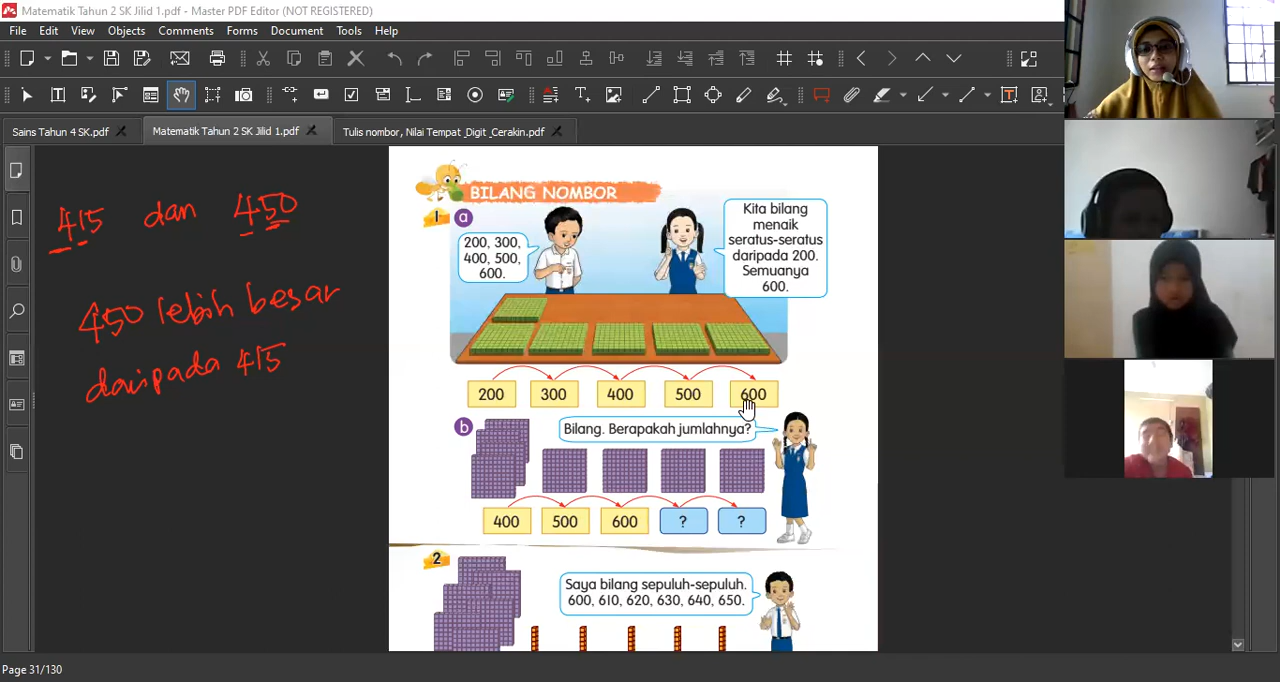 Matematik Tahun 2 SK Jilid 1.pdf - Master PDF Editor (NOT REGISTERED)
File Edit View Objects Comments Forms Document Tools Help
Sains Tahun 4 SK.pdf
Matematik Tahun 2 SK Jilid 1.pdf
Tulis nombor, Nilai Tempat ,Digit ,Cerakin.pdf
415 dan 450
450 lebih besar
daripada 415
BILANG NOMBOR
1 a
200, 300,
400, 500,
600.
Kita bilang
menaik
seratus-seratus
daripada 200.
Semuanya
600.
200 300 400 500 600
b
Bilang. Berapakah jumlahnya?
400 500 600 ? ?
2
Saya bilang sepuluh-sepuluh.
600, 610, 620, 630, 640, 650.
Page 31/130